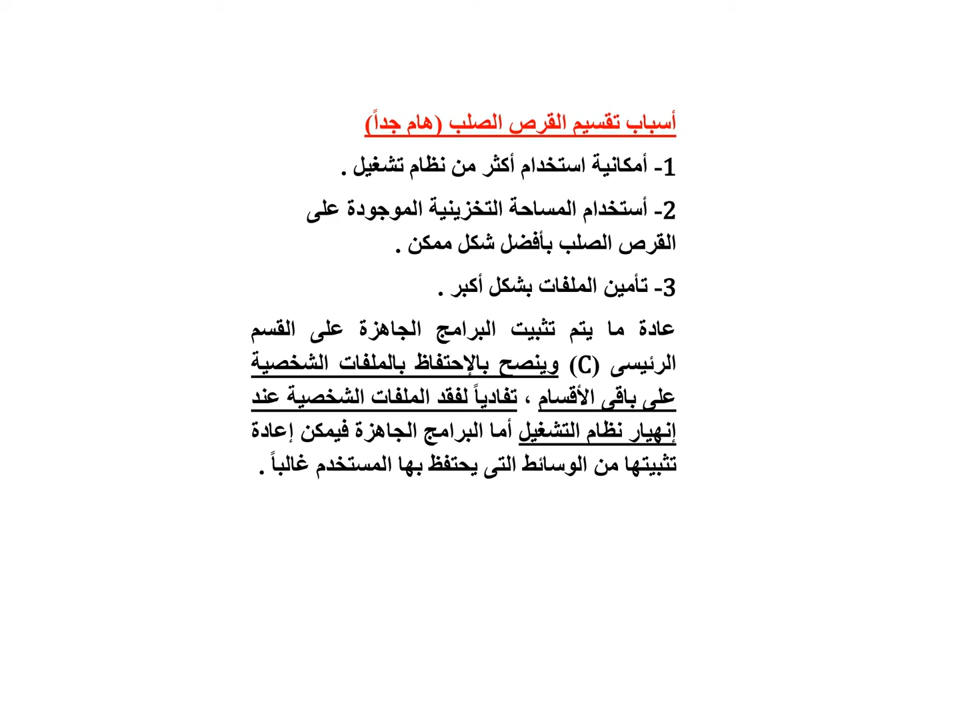 أسباب تقسيم القرص الصلب (هام جداً)
1- أمكانية استخدام أكثر من نظام تشغيل .
2- أستخدام المساحة التخزينية الموجودة على
القرص الصلب بأفضل شكل ممكن .
3- تأمين الملفات بشكل أكبر .
عادة ما يتم تثبيت البرامج الجاهزة على القسم
الرئيسى (C) وينصح بالإحتفاظ بالملفات الشخصية
على باقى الأقسام ، تفادياً لفقد الملفات الشخصية عند
إنهيار نظام التشغيل أما البرامج الجاهزة فيمكن إعادة
تثبيتها من الوسائط التى يحتفظ بها المستخدم غالباً .